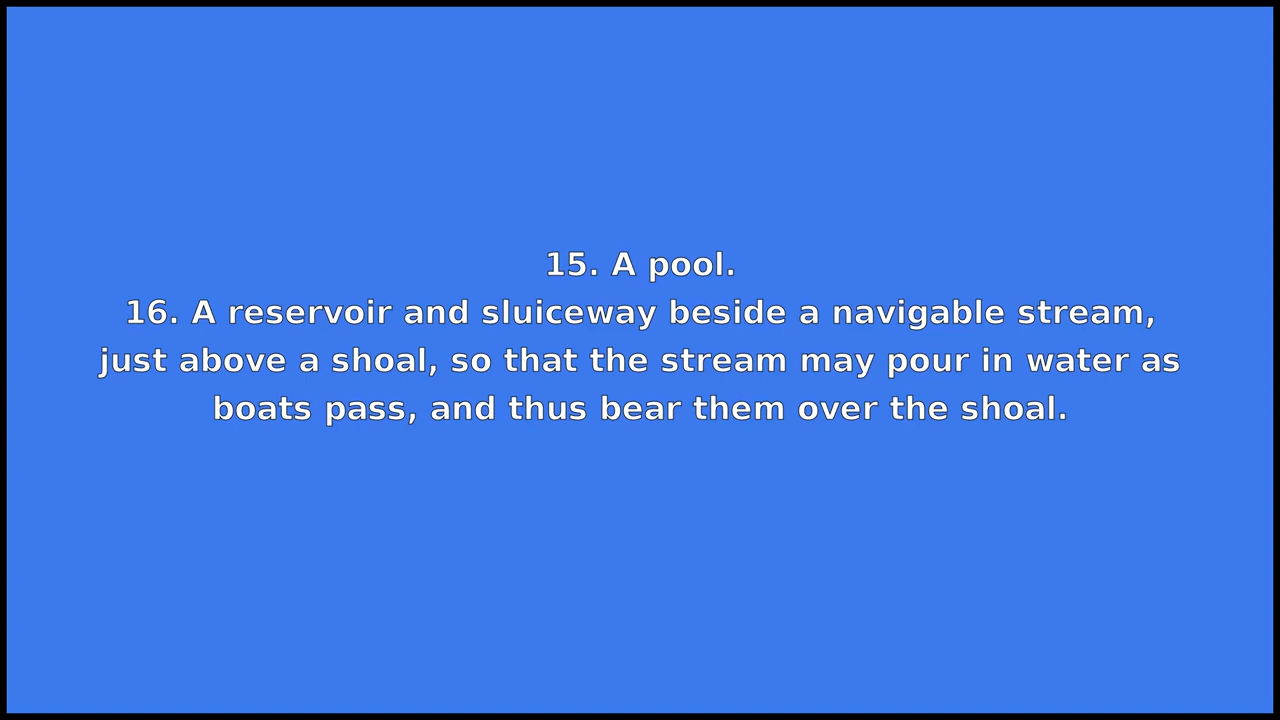 15. A pool.
16. A reservoir and sluiceway beside a navigable stream,
just above a shoal, so that the stream may pour in water as
boats pass, and thus bear them over the shoal.